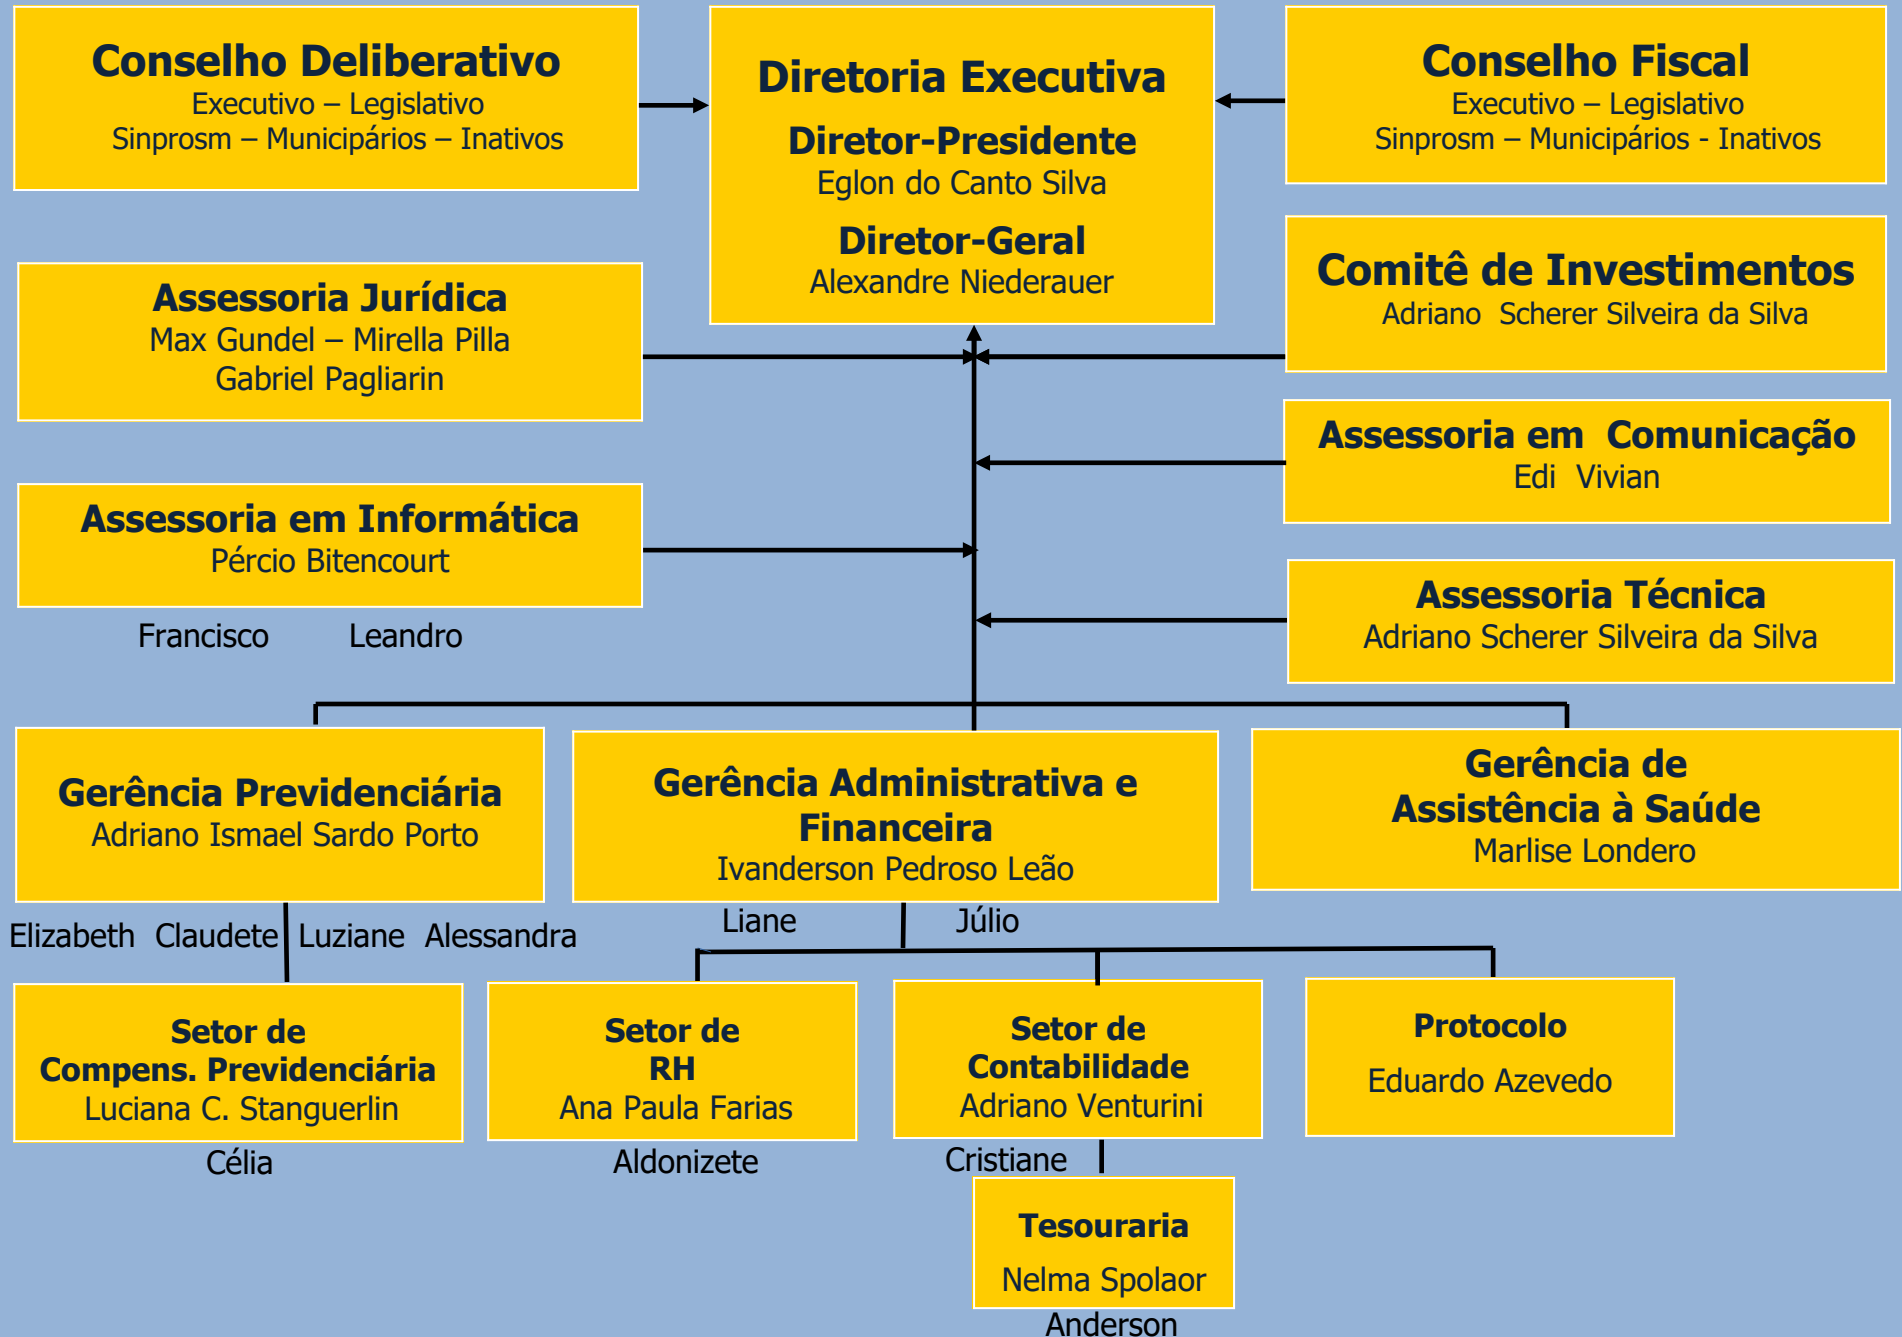 Conselho Deliberativo
Executivo – Legislativo
Sinprosm – Municipários – Inativos
Diretoria Executiva
Diretor-Presidente
Eglon do Canto Silva
Diretor-Geral
Alexandre Niederauer
Conselho Fiscal
Executivo – Legislativo
Sinprosm – Municipários - Inativos
Comitê de Investimentos
Adriano Scherer Silveira da Silva
Assessoria Jurídica
Max Gundel – Mirella Pilla
Gabriel Pagliarin
Assessoria em Comunicação
Edi Vivian
Assessoria em Informática
Pércio Bitencourt
Francisco Leandro
Assessoria Técnica
Adriano Scherer Silveira da Silva
Gerência Previdenciária
Adriano Ismael Sardo Porto
Elizabeth Claudete Luziane Alessandra
Gerência Administrativa e
Financeira
Ivanderson Pedroso Leão
Liane Júlio
Gerência de
Assistência à Saúde
Marlise Londero
Setor de
Compens. Previdenciária
Luciana C. Stanguerlin
Célia
Setor de
RH
Ana Paula Farias
Aldonizete
Setor de
Contabilidade
Adriano Venturini
Cristiane
Protocolo
Eduardo Azevedo
Tesouraria
Nelma Spolaor
Anderson